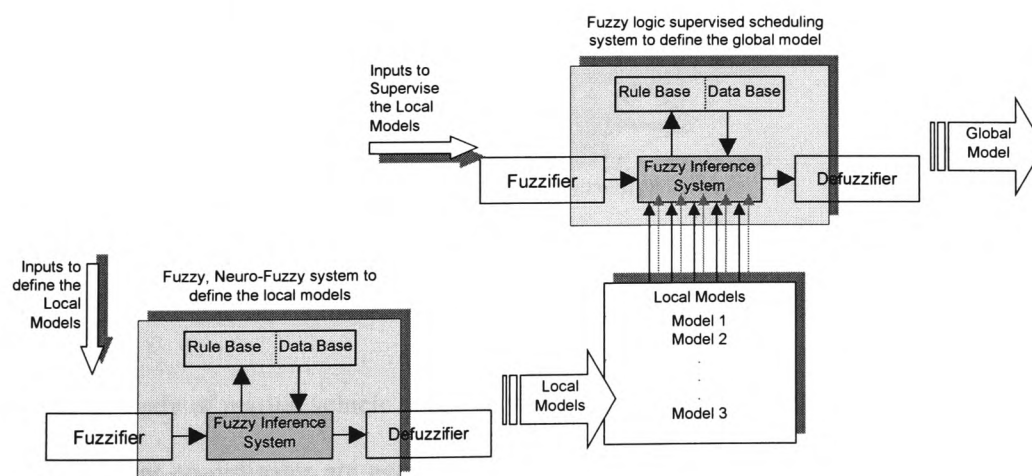 Fuzzy logic supervised scheduling
system to define the global model
Inputs to
Supervise
the Local
Models
Rule Base
Data Base
Fuzzifier
Fuzzy Inference
System
Defuzzifier
Global
Model
Inputs to
define the
Local
Models
Fuzzy, Neuro-Fuzzy system to
define the local models
Rule Base
Data Base
Fuzzifier
Fuzzy Inference
System
Defuzzifier
Local
Models
Local Models
Model 1
Model 2
.
.
.
Model 3